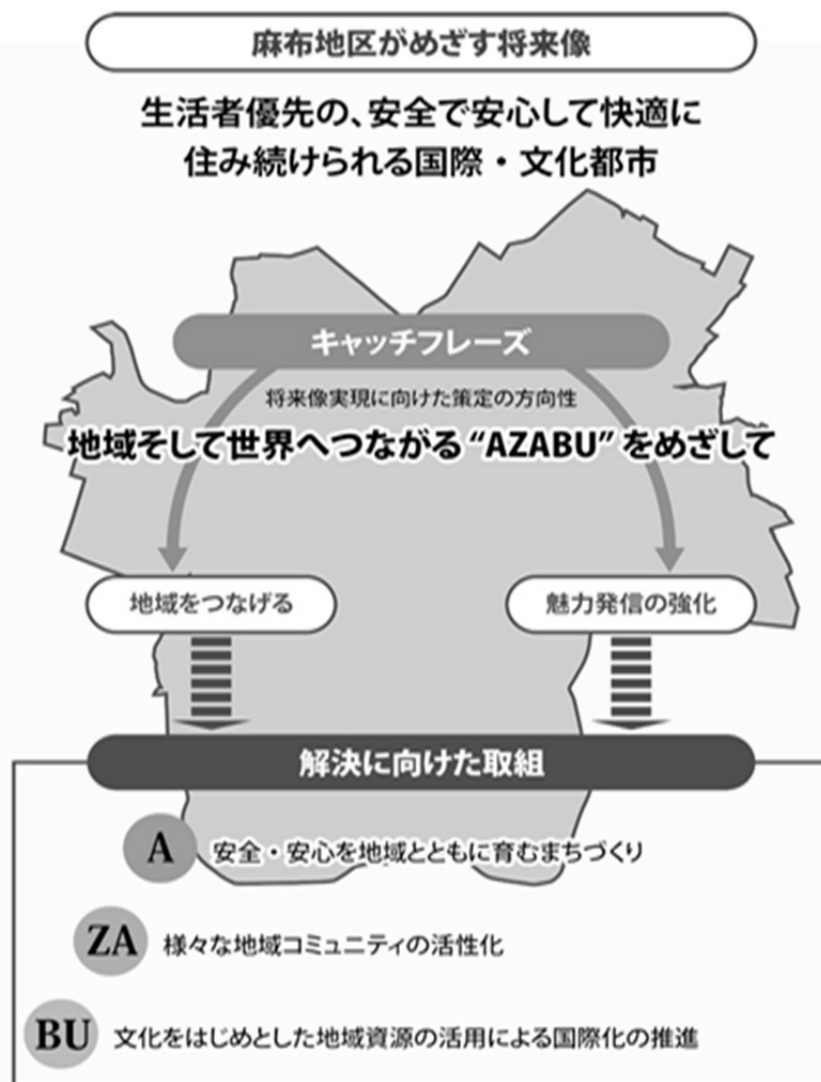 麻布地区がめざす将来像
生活者優先の、安全で安心して快適に
住み続けられる国際・文化都市
キャッチフレーズ
将来像実現に向けた策定の方向性
地域そして世界へつながる“AZABU”をめざして
地域をつなげる
魅力発信の強化
解決に向けた取組
A 安全・安心を地域とともに育むまちづくり
ZA 様々な地域コミュニティの活性化
BU 文化をはじめとした地域資源の活用による国際化の推進